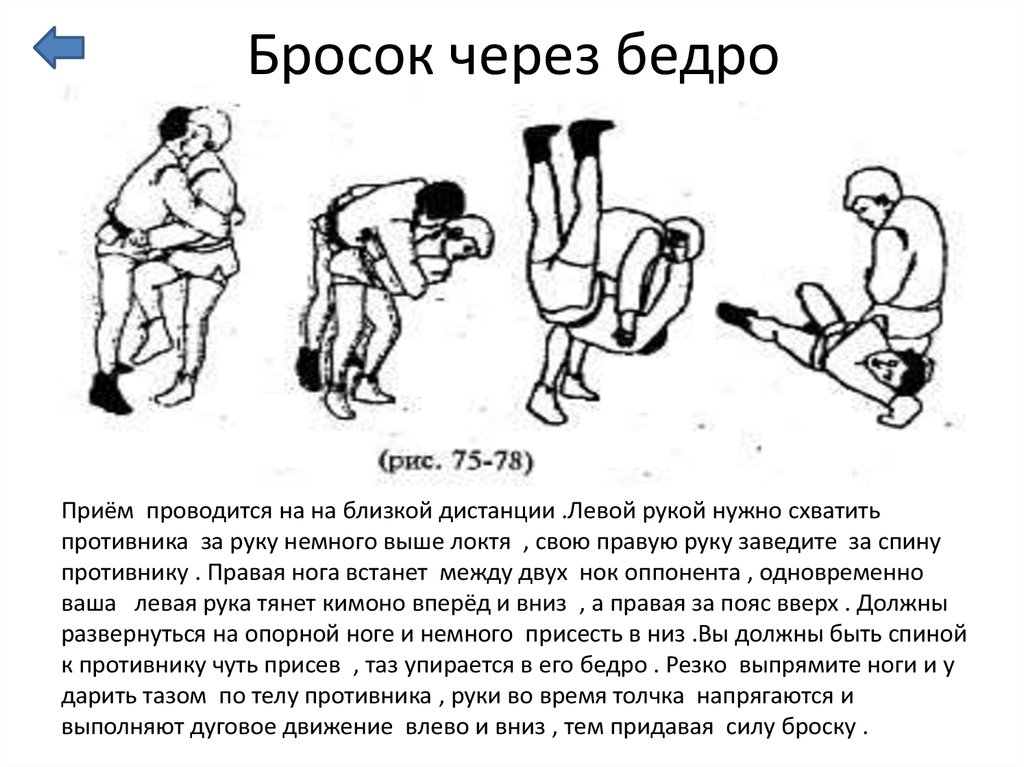 Бросок через бедро
(рис. 75-78)
Приём проводится на на близкой дистанции .Левой рукой нужно схватить
противника за руку немного выше локтя , свою правую руку заведите за спину
противнику . Правая нога встанет между двух нок оппонента , одновременно
ваша левая рука тянет кимоно вперёд и вниз , а правая за пояс вверх . Должны
развернуться на опорной ноге и немного присесть в низ .Вы должны быть спиной
к противнику чуть присев , таз упирается в его бедро . Резко выпрямите ноги и у
дарить тазом по телу противника , руки во время толчка напрягаются и
выполняют дуговое движение влево и вниз , тем придавая силу броску .